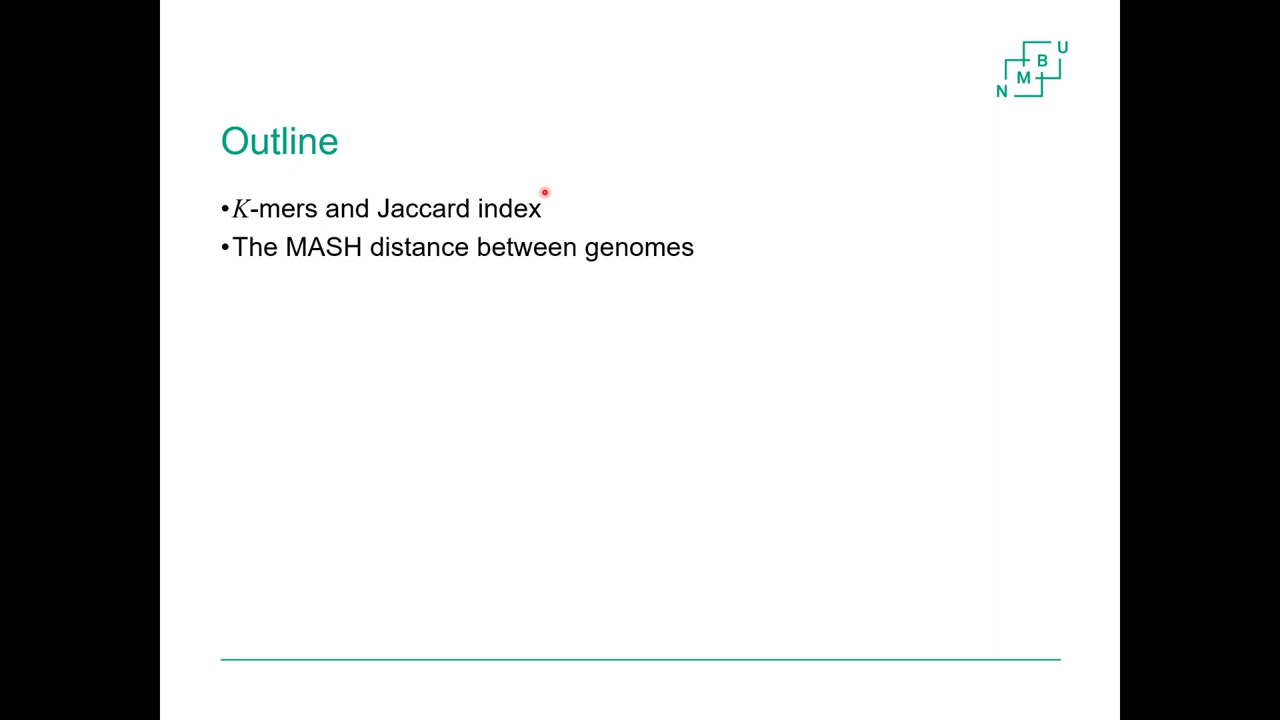 N M B U
Outline
•K-mers and Jaccard index
•The MASH distance between genomes